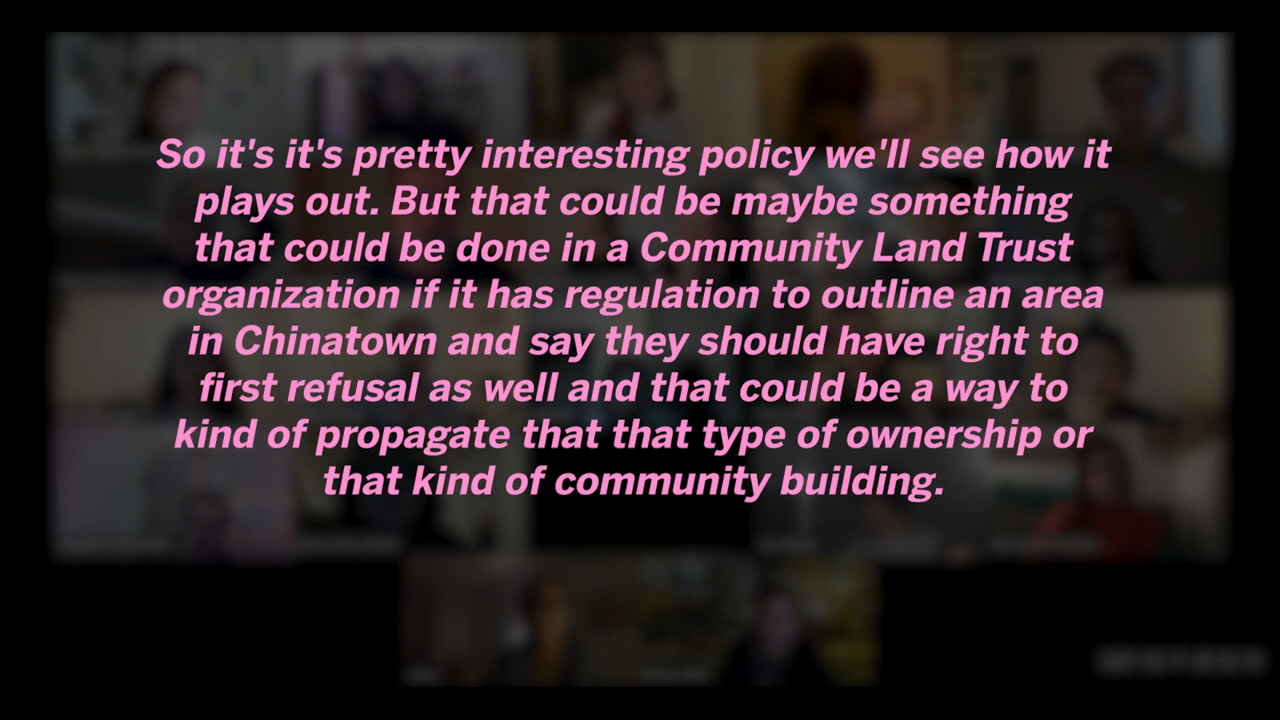 So it's it's pretty interesting policy we'll see how it
plays out. But that could be maybe something
that could be done in a Community Land Trust
organization if it has regulation to outline an area
in Chinatown and say they should have right to
first refusal as well and that could be a way to
kind of propagate that that type of ownership or
that kind of community building.